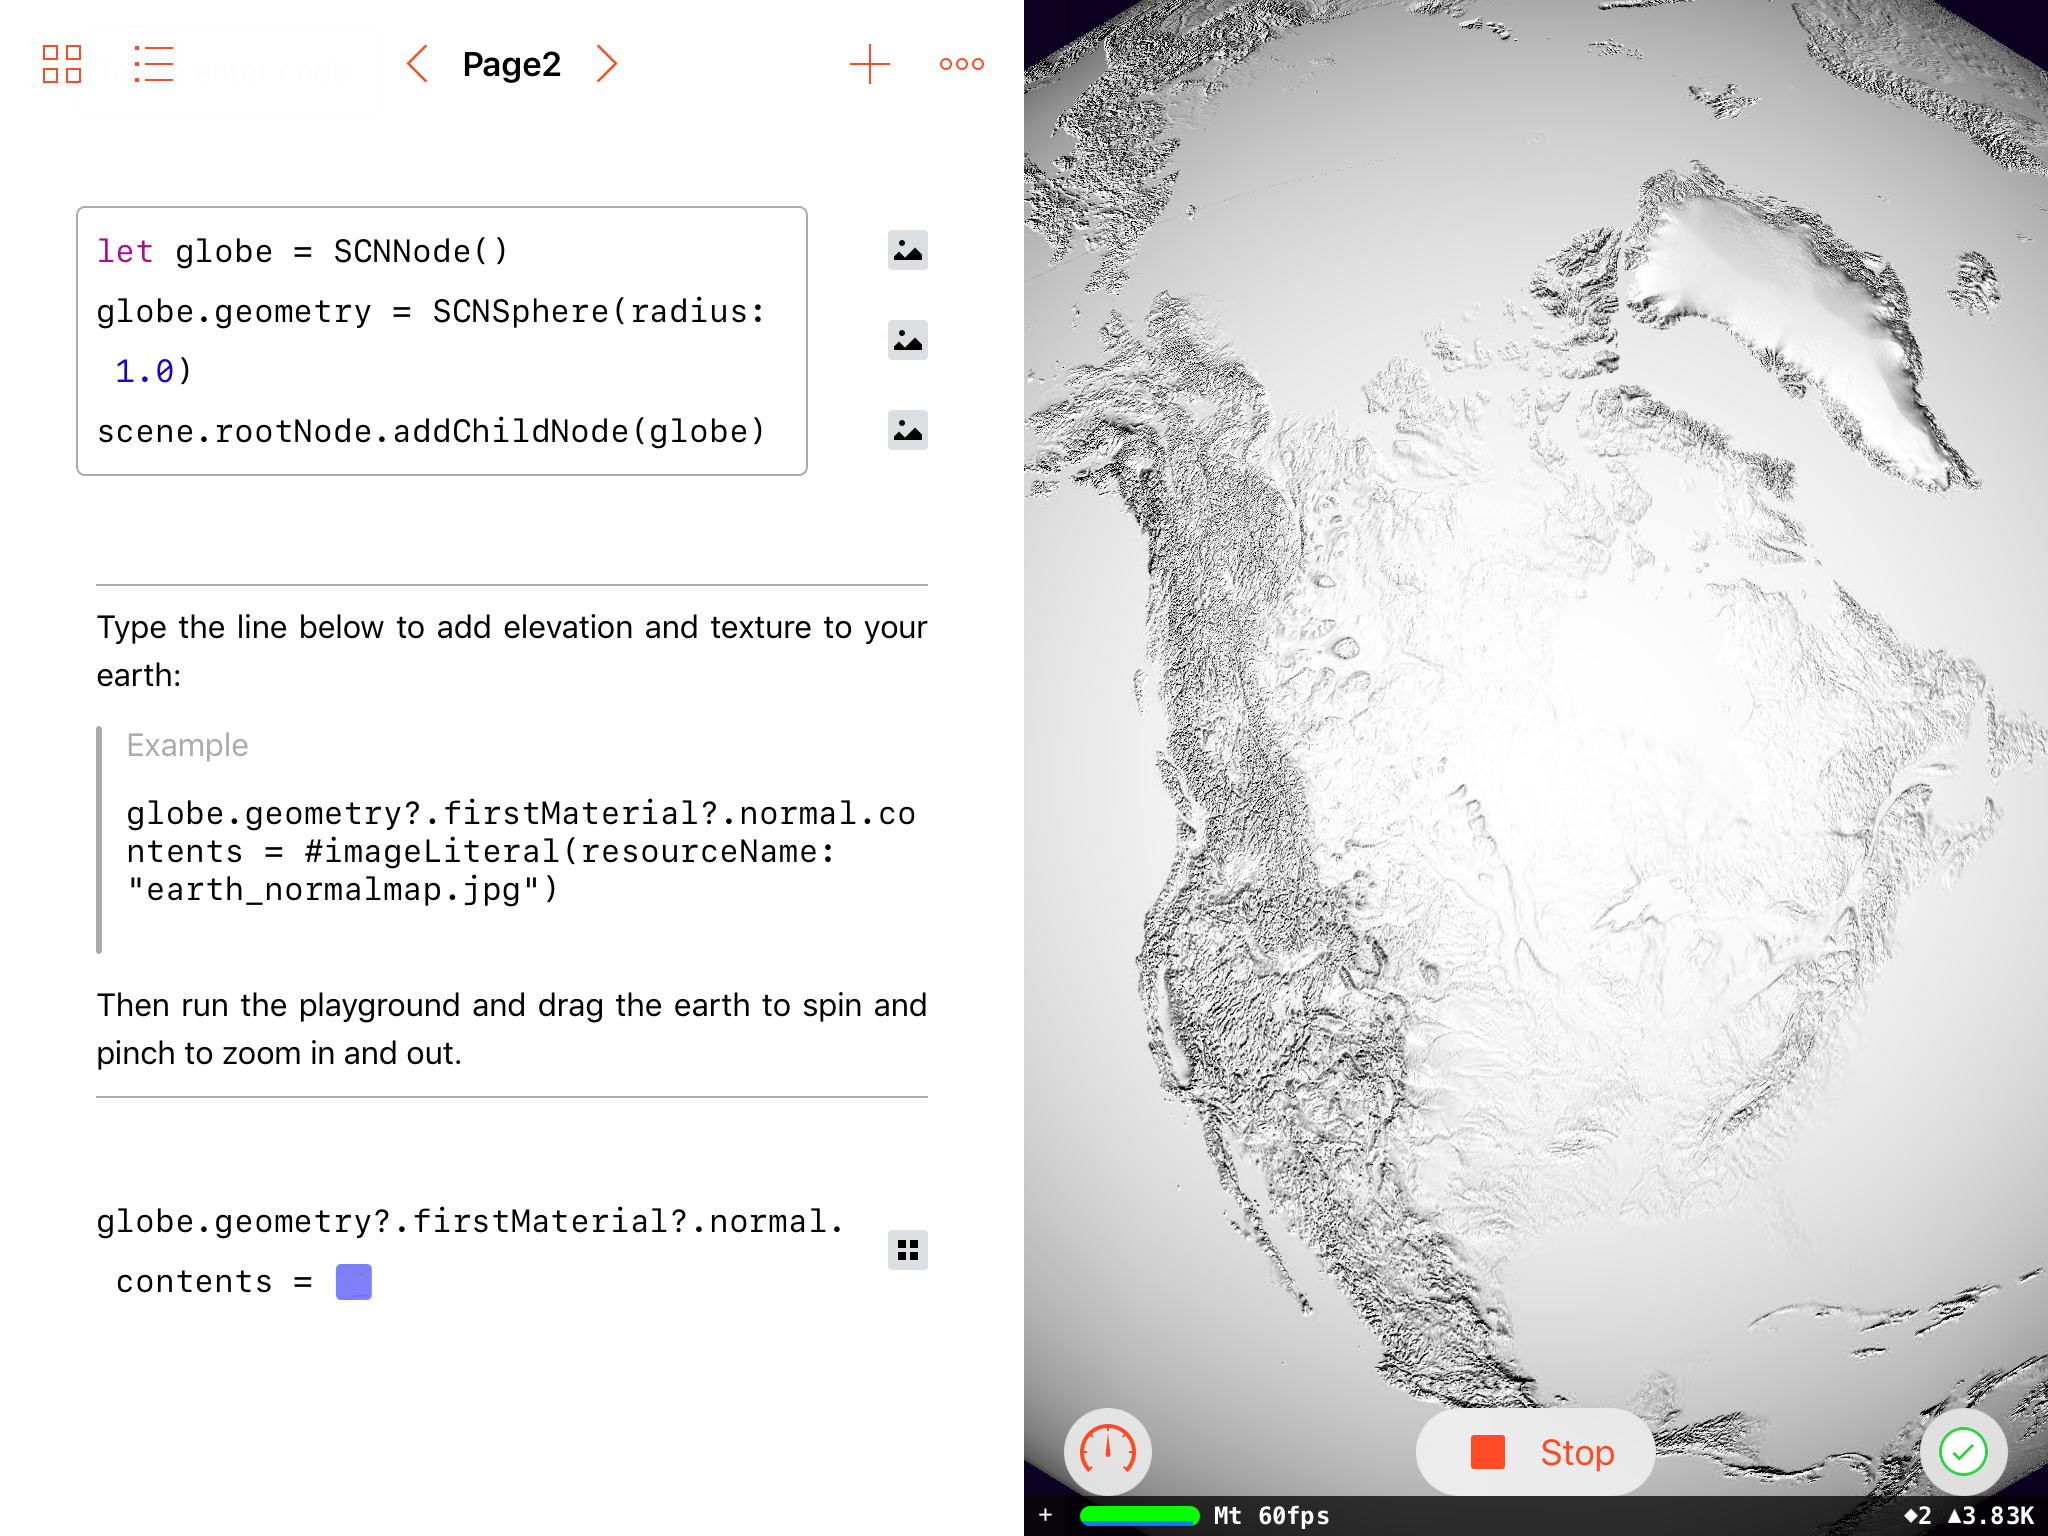 Page2
let globe = SCNNode()
globe.geometry = SCNSphere(radius:
1.0)
scene.rootNode.addChildNode(globe)
Type the line below to add elevation and texture to your
earth:
Example
globe.geometry?.firstMaterial?.normal.co
ntents = #imageLiteral(resourceName:
"earth_normalmap.jpg")
Then run the playground and drag the earth to spin and
pinch to zoom in and out.
globe.geometry?.firstMaterial?.normal.
contents =
Stop
+ Mt 60fps ◆2 ▲3.83K